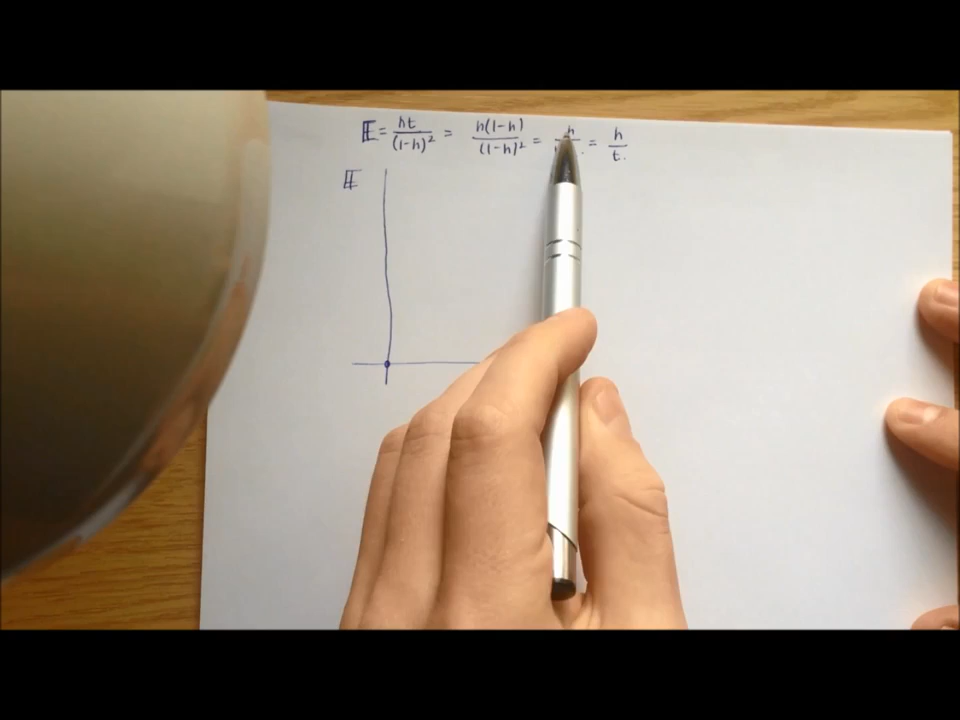 𝔼 = ht/(1-h)² = h(1-h)/(1-h)² = h/ = h/t.
𝔼